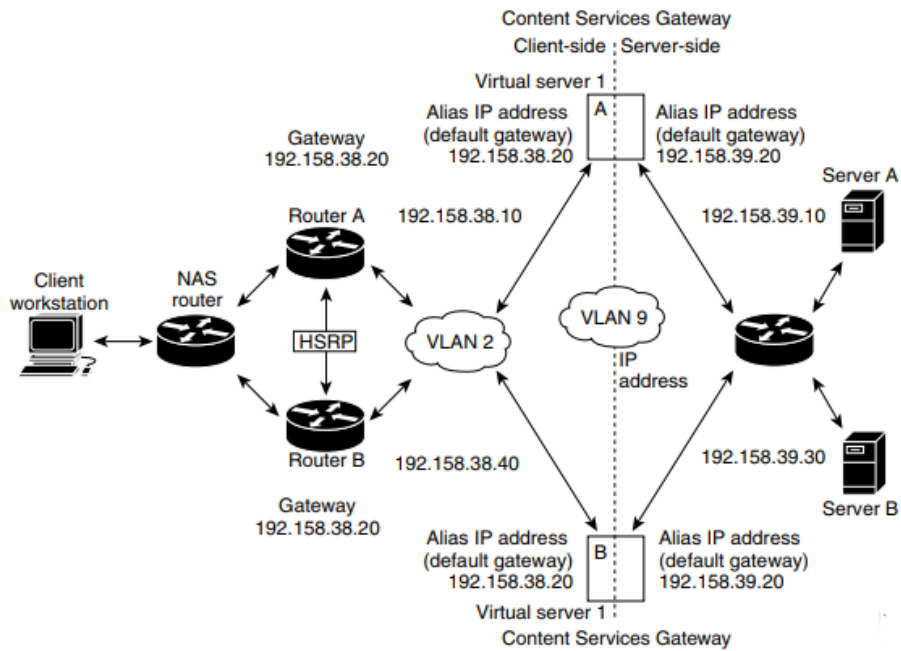 Content Services Gateway
Client-side
Server-side
Virtual server 1
A
Alias IP address
(default gateway)
192.158.38.20
Alias IP address
(default gateway)
192.158.39.20
Gateway
192.158.38.20
Server A
Router A
192.158.38.10
192.158.39.10
Client
workstation
NAS
router
HSRP
VLAN 2
VLAN 9
IP
address
Router B
192.158.38.40
192.158.39.30
Gateway
192.158.38.20
Server B
Alias IP address
(default gateway)
192.158.38.20
B
Alias IP address
(default gateway)
192.158.39.20
Virtual server 1
Content Services Gateway